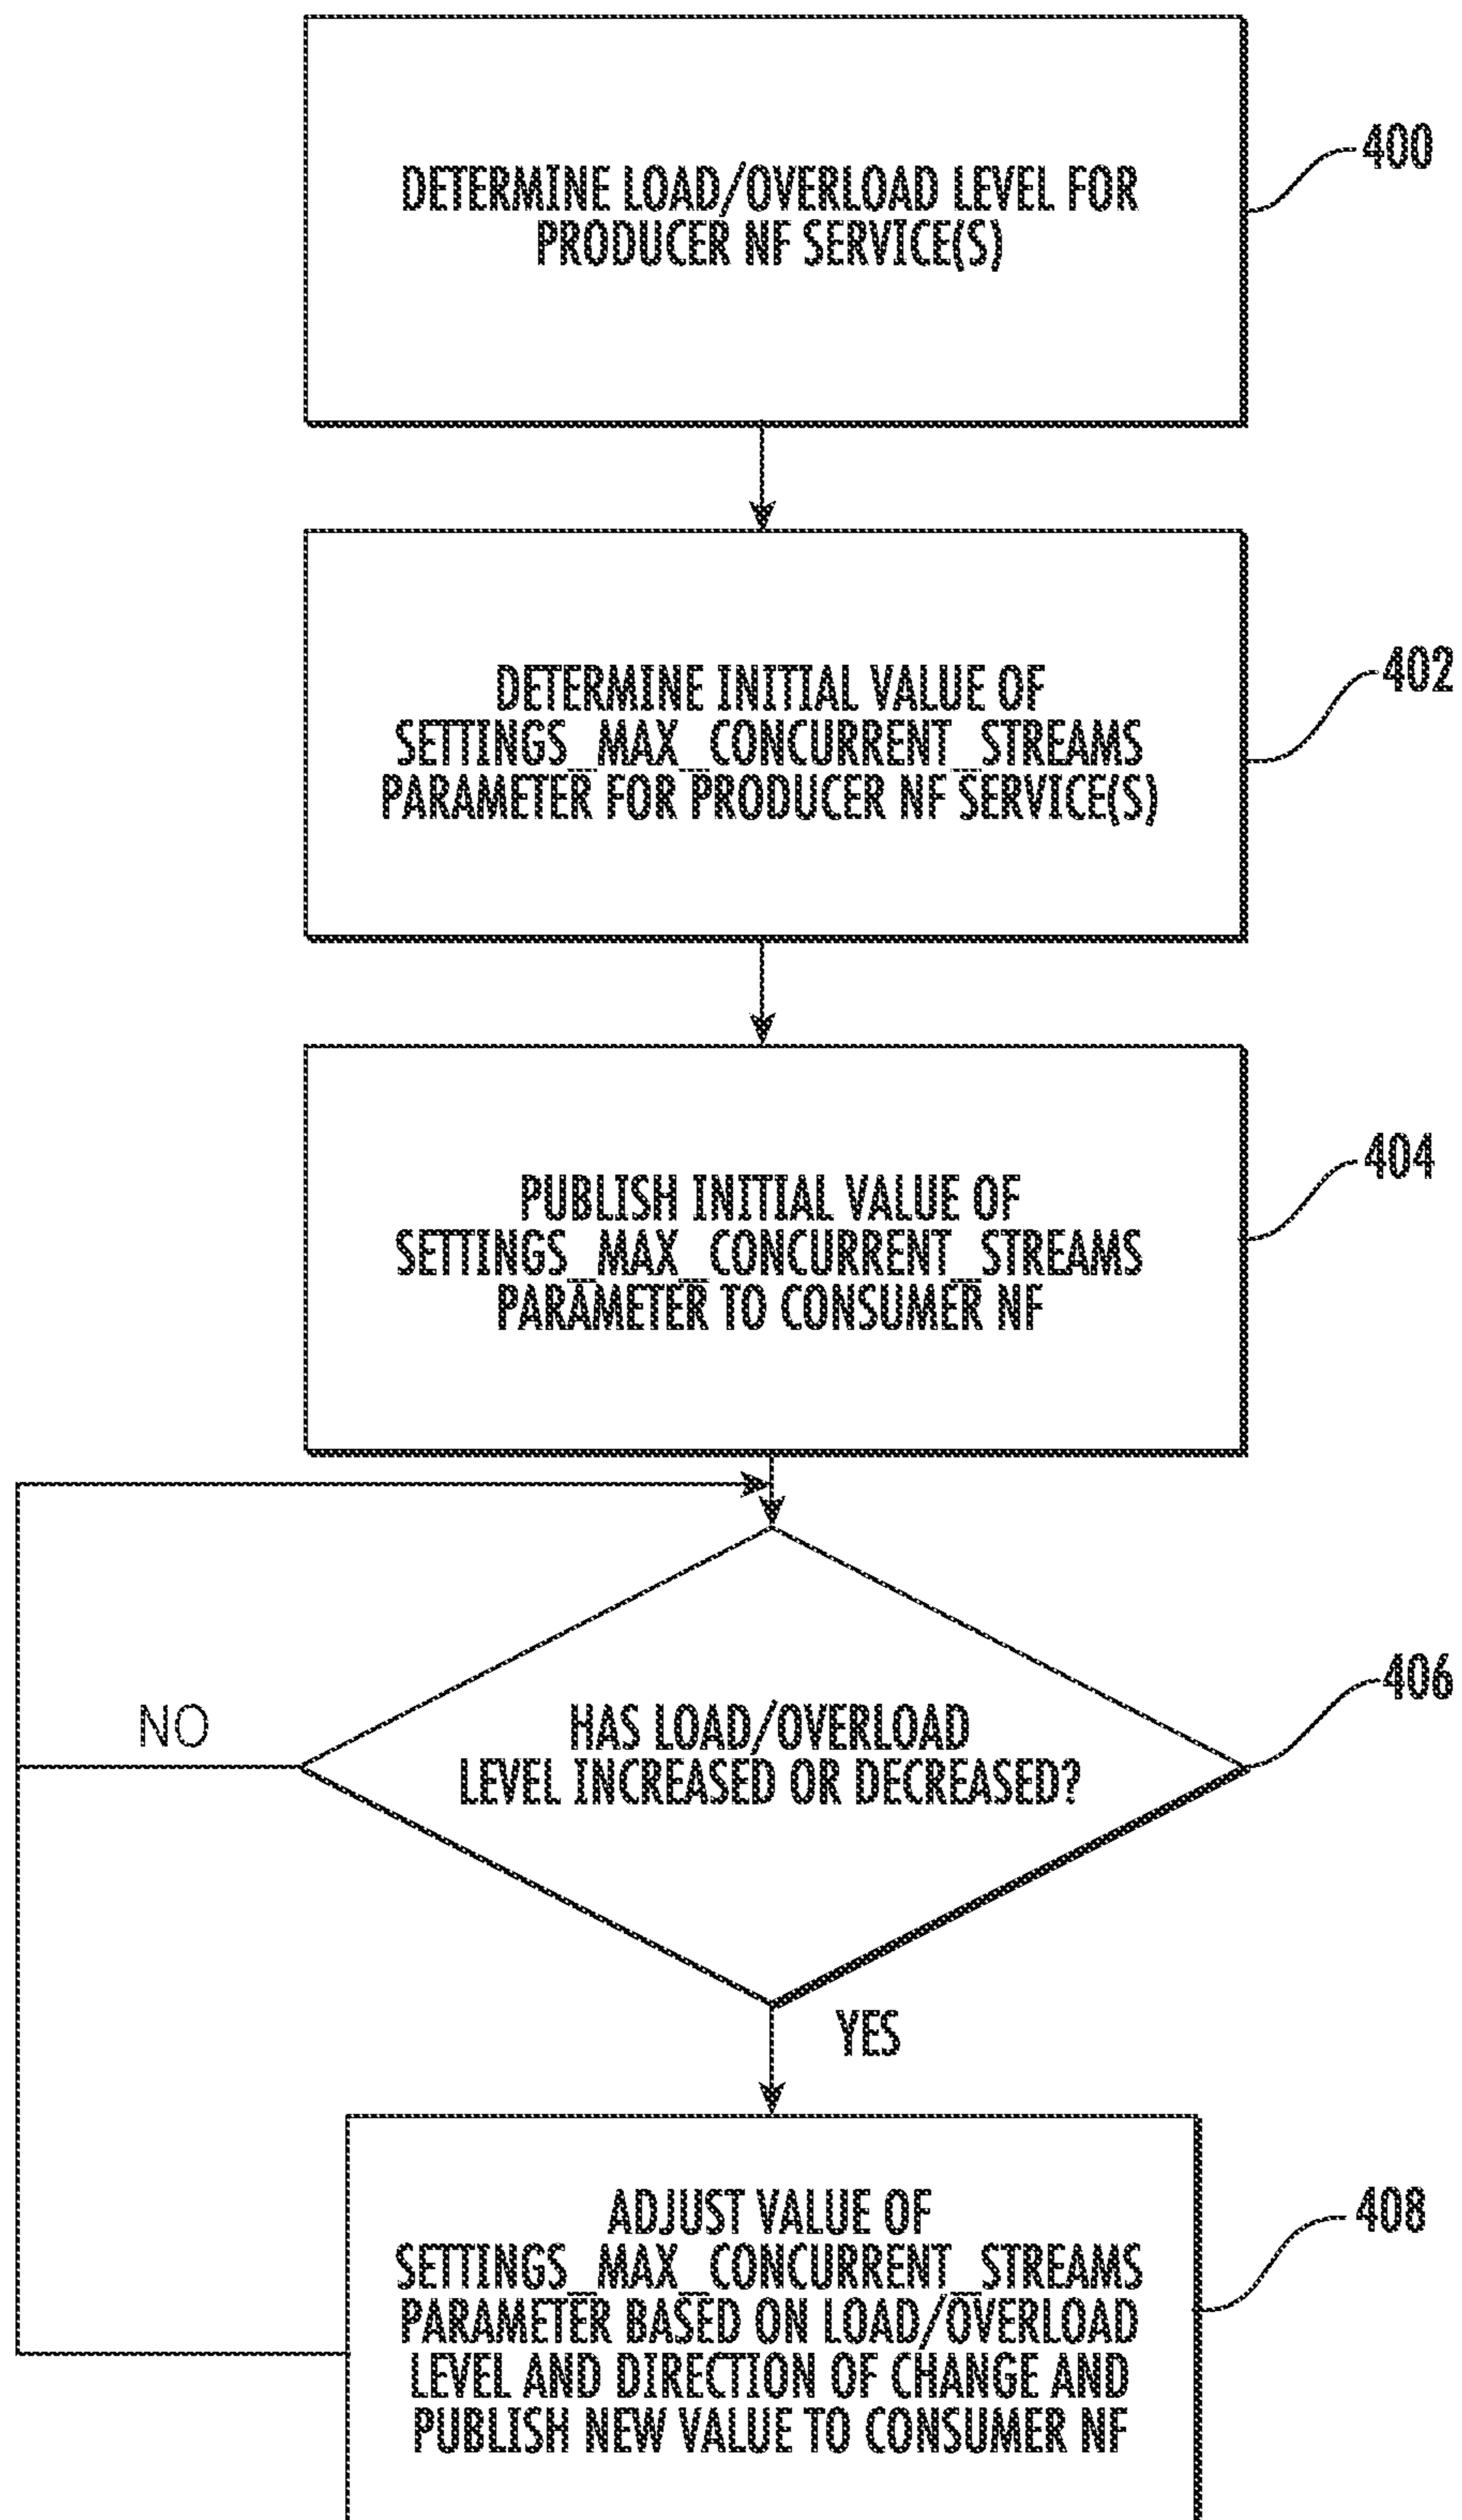 DETERMINE LOAD/OVERLOAD LEVEL FOR
PRODUCER NF SERVICE(S)
400
DETERMINE INITIAL VALUE OF
SETTINGS_MAX_CONCURRENT_STREAMS
PARAMETER FOR PRODUCER NF SERVICE(S)
402
PUBLISH INITIAL VALUE OF
SETTINGS_MAX_CONCURRENT_STREAMS
PARAMETER TO CONSUMER NF
404
HAS LOAD/OVERLOAD
LEVEL INCREASED OR DECREASED?
406
NO
YES
ADJUST VALUE OF
SETTINGS_MAX_CONCURRENT_STREAMS
PARAMETER BASED ON LOAD/OVERLOAD
LEVEL AND DIRECTION OF CHANGE AND
PUBLISH NEW VALUE TO CONSUMER NF
408